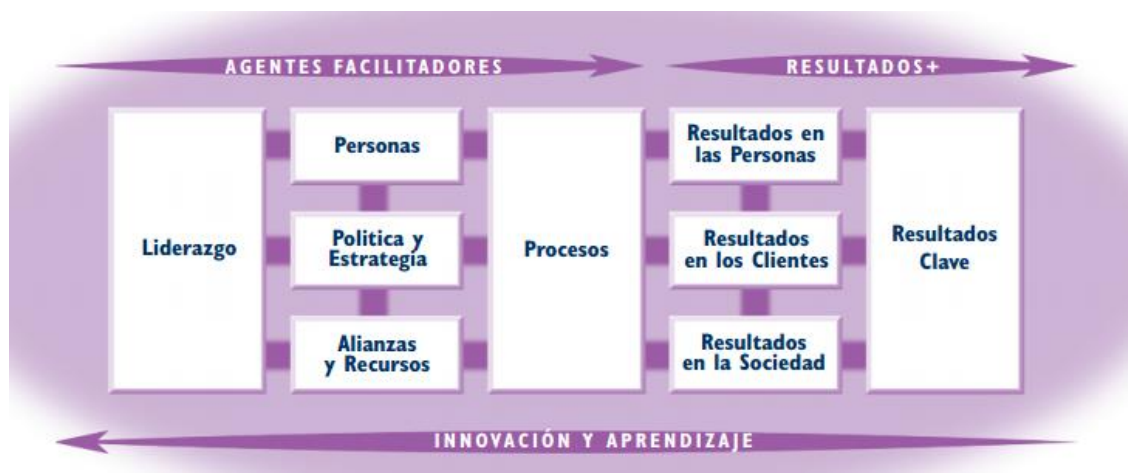 AGENTES FACILITADORES
RESULTADOS+
Liderazgo
Personas
Politica y
Estrategia
Alianzas
y Recursos
Procesos
Resultados en
las Personas
Resultados
en los Clientes
Resultados
en la Sociedad
Resultados
Clave
INNOVACIÓN Y APRENDIZAJE